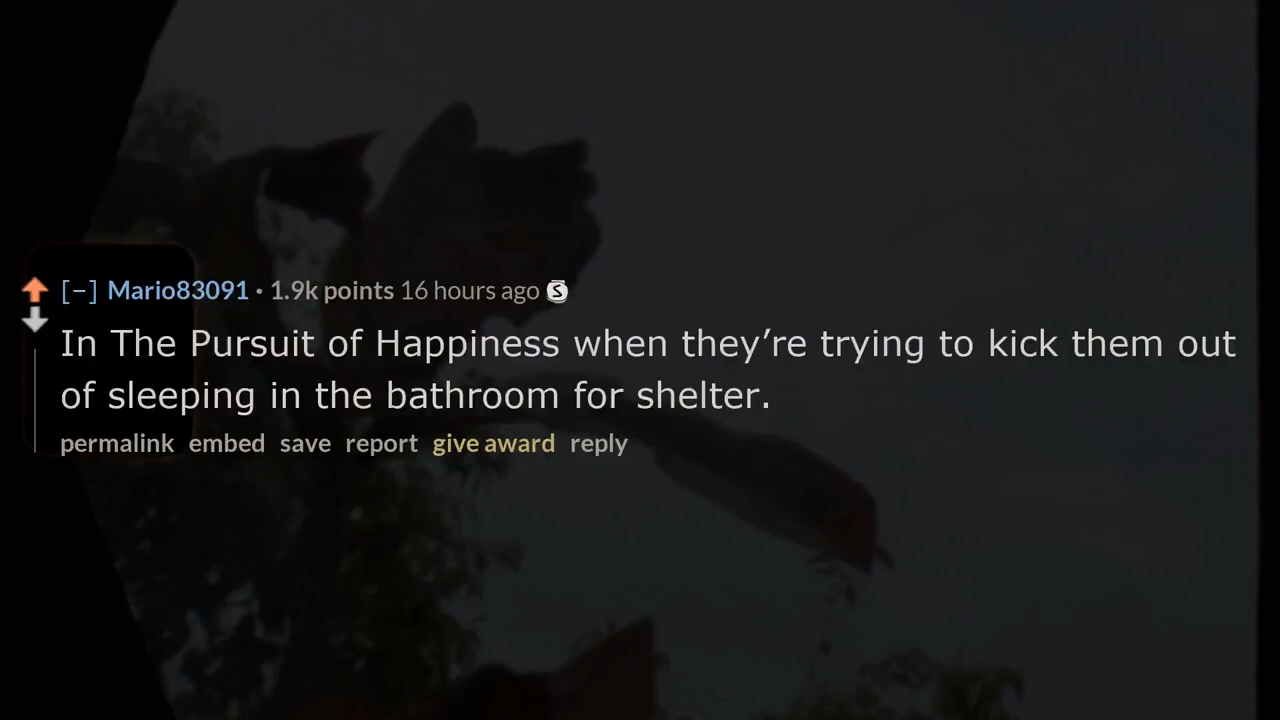 [–] Mario83091 · 1.9k points 16 hours ago S
In The Pursuit of Happiness when they’re trying to kick them out
of sleeping in the bathroom for shelter.
permalink embed save report give award reply